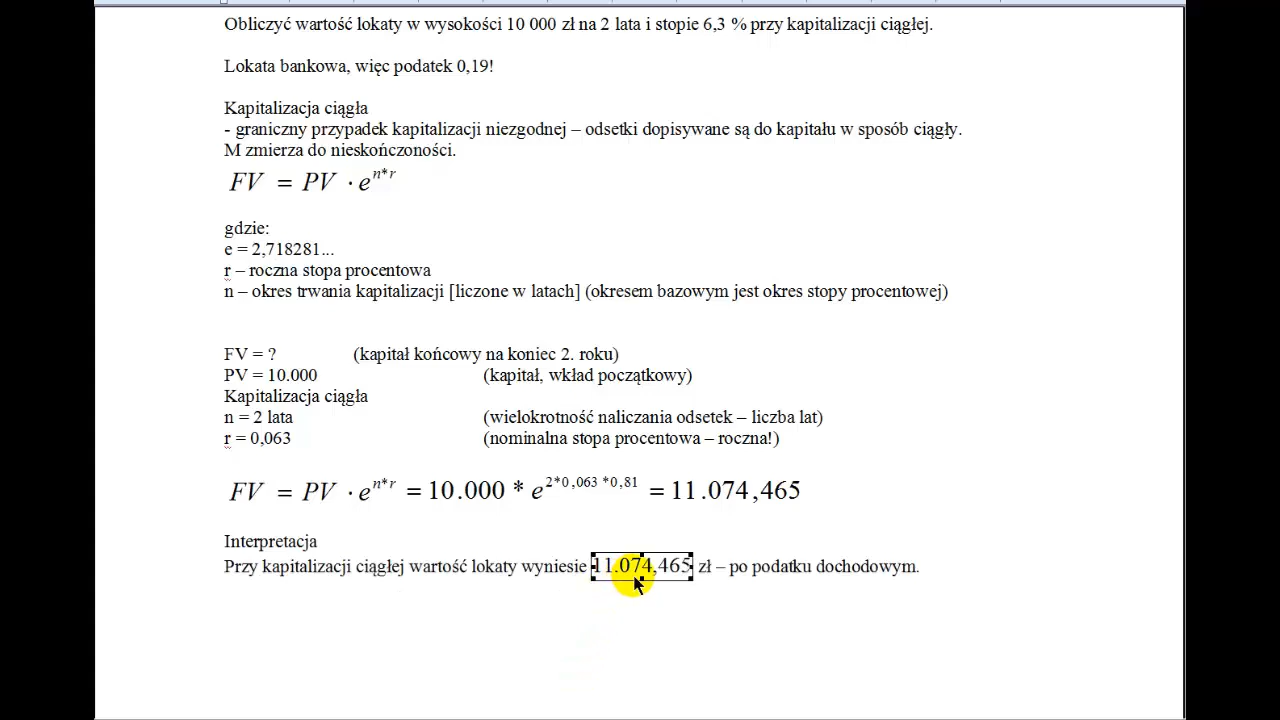 Obliczyć wartość lokaty w wysokości 10 000 zł na 2 lata i stopie 6,3 % przy kapitalizacji ciągłej.
Lokata bankowa, więc podatek 0,19!
Kapitalizacja ciągła
- graniczny przypadek kapitalizacji niezgodnej – odsetki dopisywane są do kapitału w sposób ciągły.
M zmierza do nieskończoności.
FV = PV · e^{n*r}
gdzie:
e = 2,718281...
r – roczna stopa procentowa
n – okres trwania kapitalizacji [liczone w latach] (okresem bazowym jest okres stopy procentowej)
FV = ? (kapitał końcowy na koniec 2. roku)
PV = 10.000 (kapitał, wkład początkowy)
Kapitalizacja ciągła
n = 2 lata (wielokrotność naliczania odsetek – liczba lat)
r = 0,063 (nominalna stopa procentowa – roczna!)
FV = PV · e^{n*r} = 10.000 * e^{2*0,063*0,81} = 11.074,465
Interpretacja
Przy kapitalizacji ciągłej wartość lokaty wyniesie 11.074,465 zł – po podatku dochodowym.